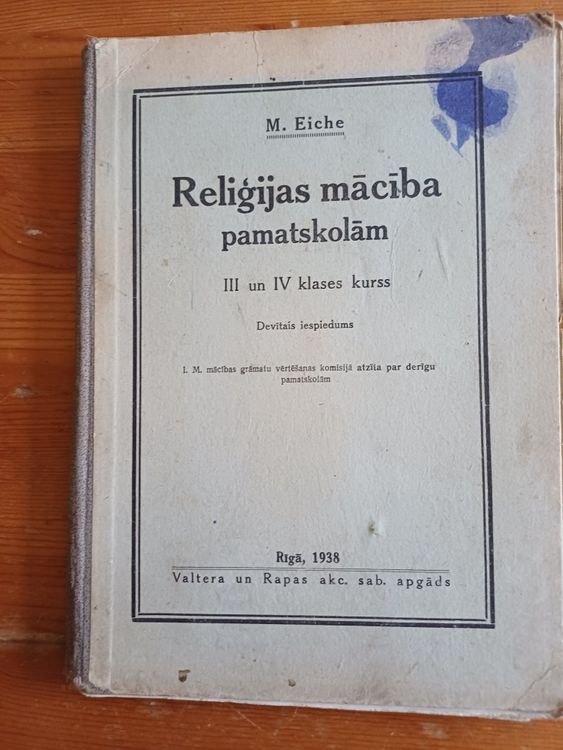 M. Eiche
Reliģijas mācība
pamatskolām
III un IV klases kurss
Devītais iespiedums
I. M. mācības grāmatu vērtēšanas komisijā atzīta par derīgu
pamatskolām
Rīgā, 1938
Valtera un Rapas akc. sab. apgāds